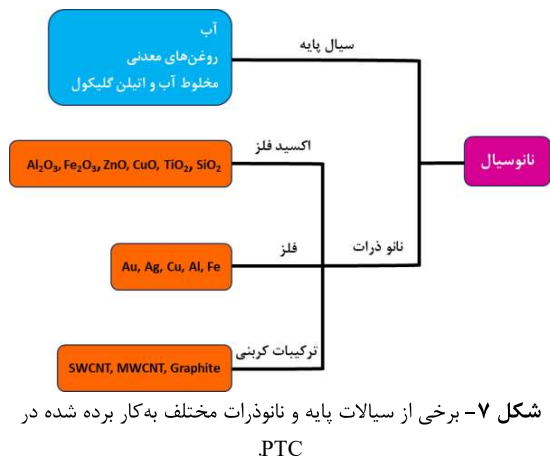 آب
روغن‌های معدنی
مخلوط آب و اتیلن گلیکول
سیال پایه
نانوسیال
اکسید فلز
Al₂O₃, Fe₂O₃, ZnO, CuO, TiO₂, SiO₂
نانو ذرات
فلز
Au, Ag, Cu, Al, Fe
ترکیبات کربنی
SWCNT, MWCNT, Graphite
شکل ۷- برخی از سیالات پایه و نانوذرات مختلف به‌کار برده شده در
PTC.